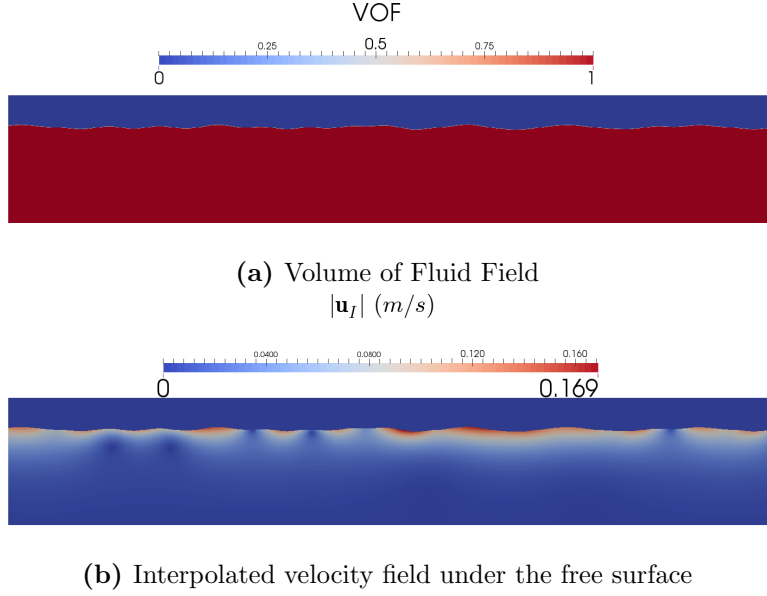 VOF
0.25 0.5 0.75
0 1
(a) Volume of Fluid Field
|u_I| (m/s)
0.0400 0.0800 0.120 0.160
0 0.169
(b) Interpolated velocity field under the free surface